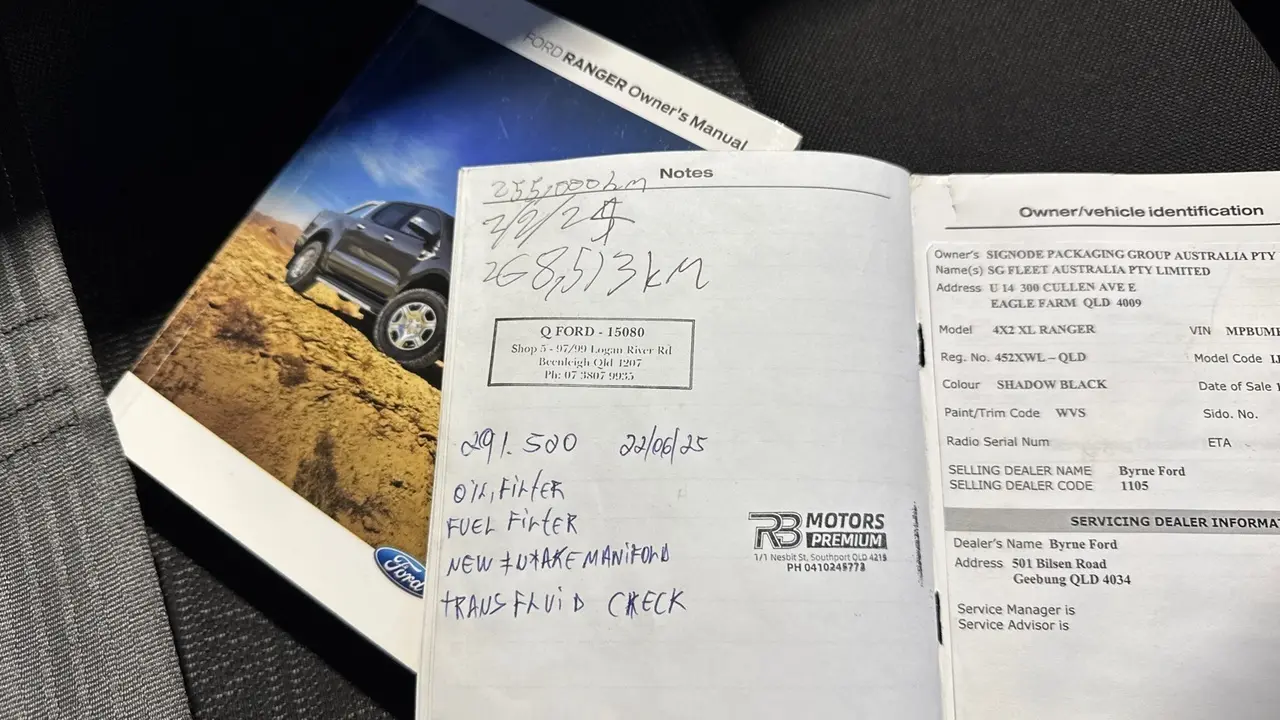 FORD RANGER Owner's Manual
Ford
Notes
255,000km
2/2/24
268,513km
Q FORD - 15080
Shop 5 - 97/99 Logan River Rd
Beenleigh Qld 4207
Ph: 07 3807 9935
291.500 22/06/25
OIL, FILTER
FUEL FILTER
NEW INTAKE MANIFOLD
TRANS FLUID CHECK
RB MOTORS
PREMIUM
1/1 Nesbit St, Southport QLD 4215
PH 0410245773
Owner/vehicle identification
Owner's SIGNODE PACKAGING GROUP AUSTRALIA PTY
Name(s) SG FLEET AUSTRALIA PTY LIMITED
Address U 14 300 CULLEN AVE E
EAGLE FARM QLD 4009
Model 4X2 XL RANGER VIN MPBUM
Reg. No. 452XWL – QLD Model Code
Colour SHADOW BLACK Date of Sale
Paint/Trim Code WVS Sido. No.
Radio Serial Num ETA
SELLING DEALER NAME Byrne Ford
SELLING DEALER CODE 1105
SERVICING DEALER INFORMA
Dealer's Name Byrne Ford
Address 501 Bilsen Road
Geebung QLD 4034
Service Manager is
Service Advisor is